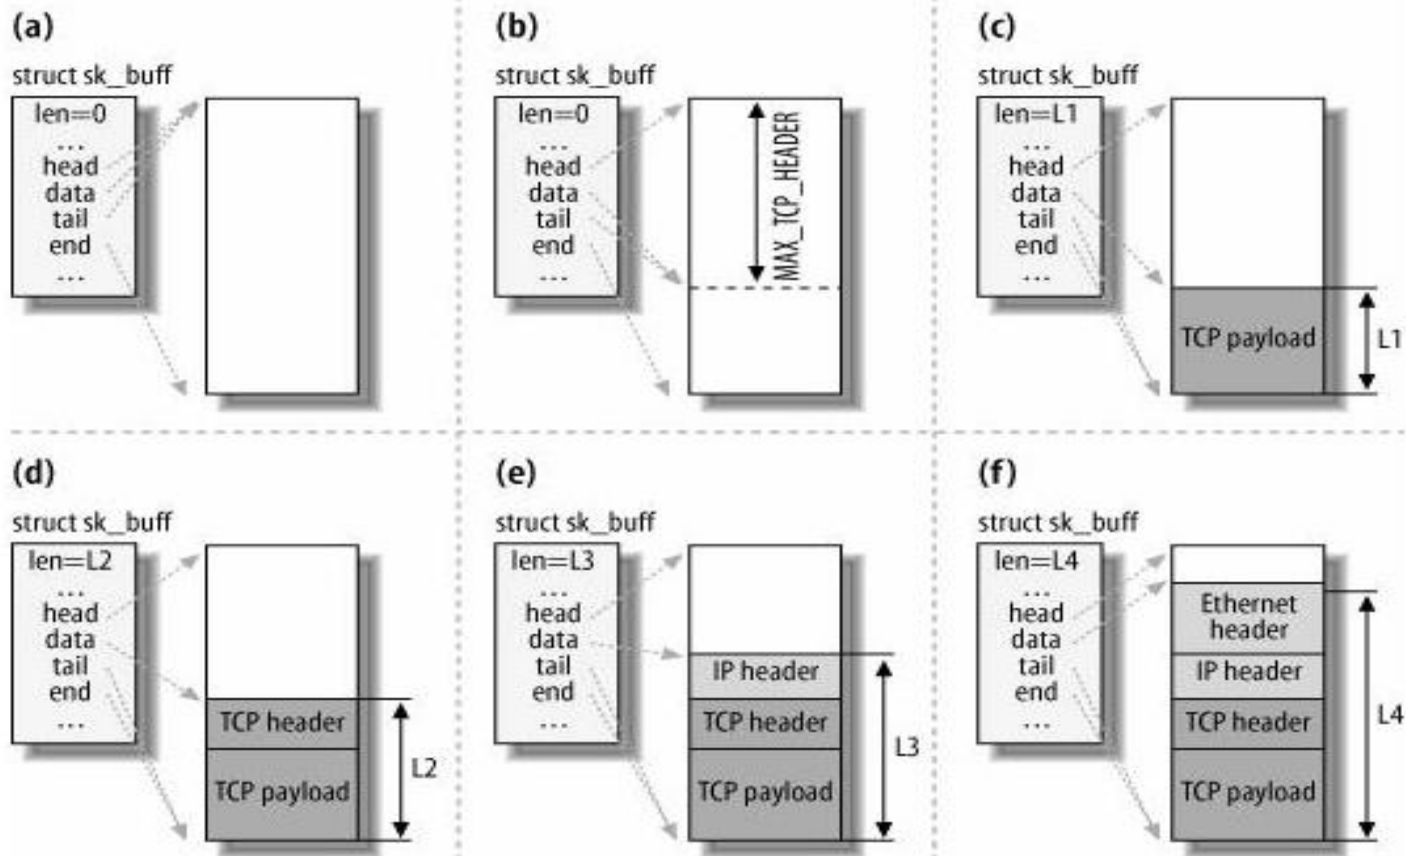 (a)
struct sk_buff
len=0
...
head
data
tail
end
...
(b)
struct sk_buff
len=0
...
head
data
tail
end
...
MAX_TCP_HEADER
(c)
struct sk_buff
len=L1
...
head
data
tail
end
...
TCP payload
L1
(d)
struct sk_buff
len=L2
...
head
data
tail
end
...
TCP header
TCP payload
L2
(e)
struct sk_buff
len=L3
...
head
data
tail
end
...
IP header
TCP header
TCP payload
L3
(f)
struct sk_buff
len=L4
...
head
data
tail
end
...
Ethernet
header
IP header
TCP header
TCP payload
L4